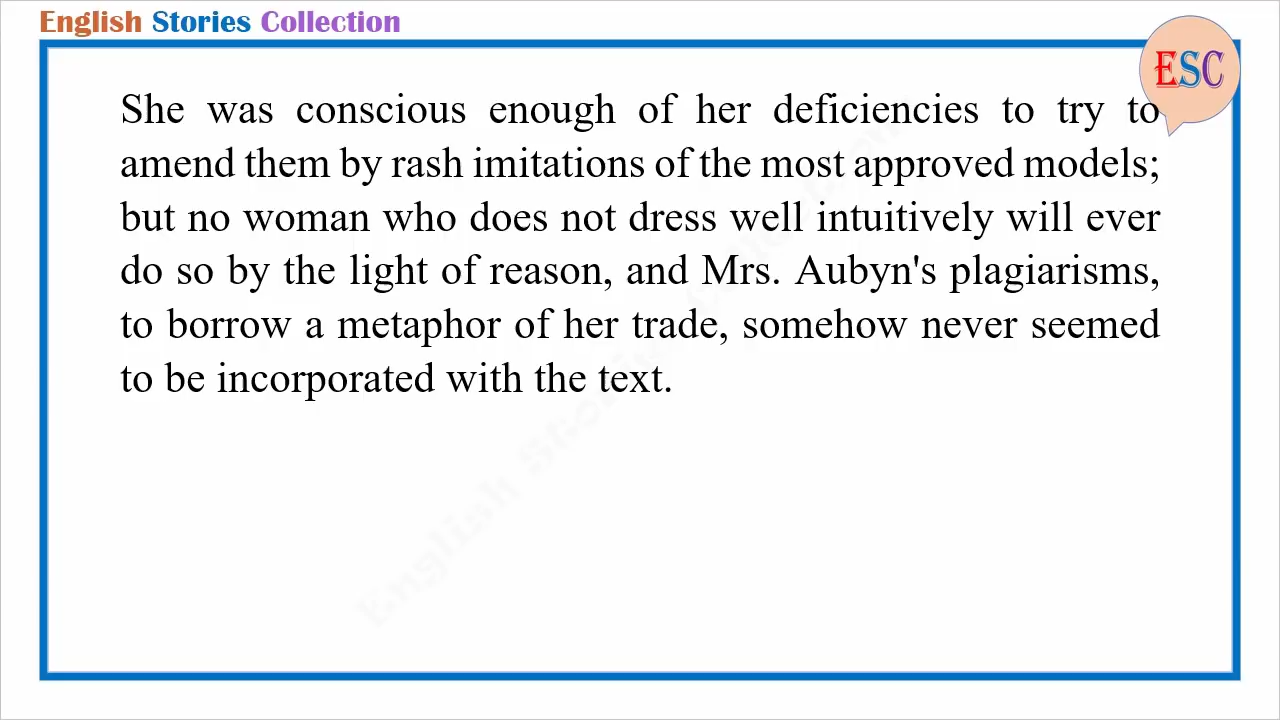 English Stories Collection
ESC
She was conscious enough of her deficiencies to try to
amend them by rash imitations of the most approved models;
but no woman who does not dress well intuitively will ever
do so by the light of reason, and Mrs. Aubyn's plagiarisms,
to borrow a metaphor of her trade, somehow never seemed
to be incorporated with the text.